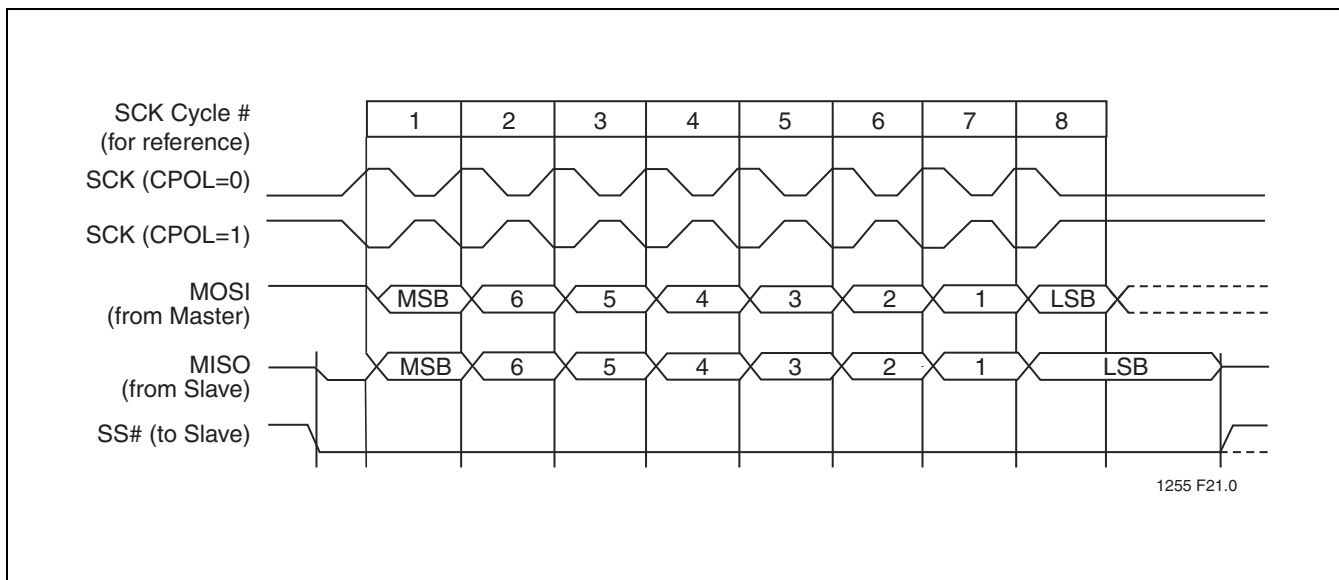 SCK Cycle #
(for reference)
1 2 3 4 5 6 7 8
SCK (CPOL=0)
SCK (CPOL=1)
MOSI
(from Master)
MSB 6 5 4 3 2 1 LSB
MISO
(from Slave)
MSB 6 5 4 3 2 1 LSB
SS# (to Slave)
1255 F21.0